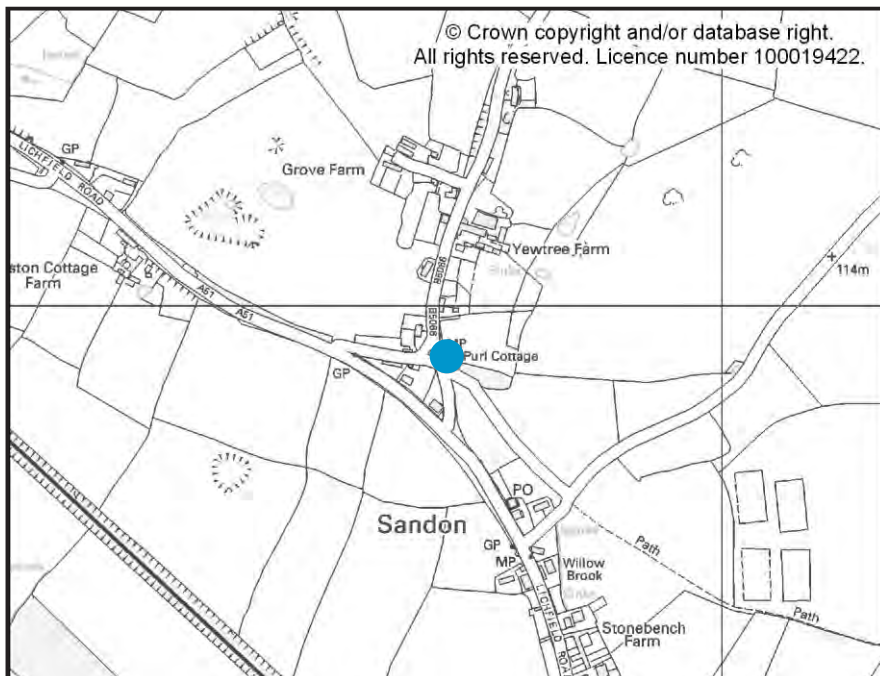 © Crown copyright and/or database right.
All rights reserved. Licence number 100019422.
GP
LICHFIELD ROAD
Grove Farm
Yewtree Farm
114m
ston Cottage
Farm
A51
A51
B5066
B5066
GP
Purl Cottage
PO
Sandon
GP
MP
Willow
Brook
Path
Path
LICHFIELD ROA
Stonebench
Farm